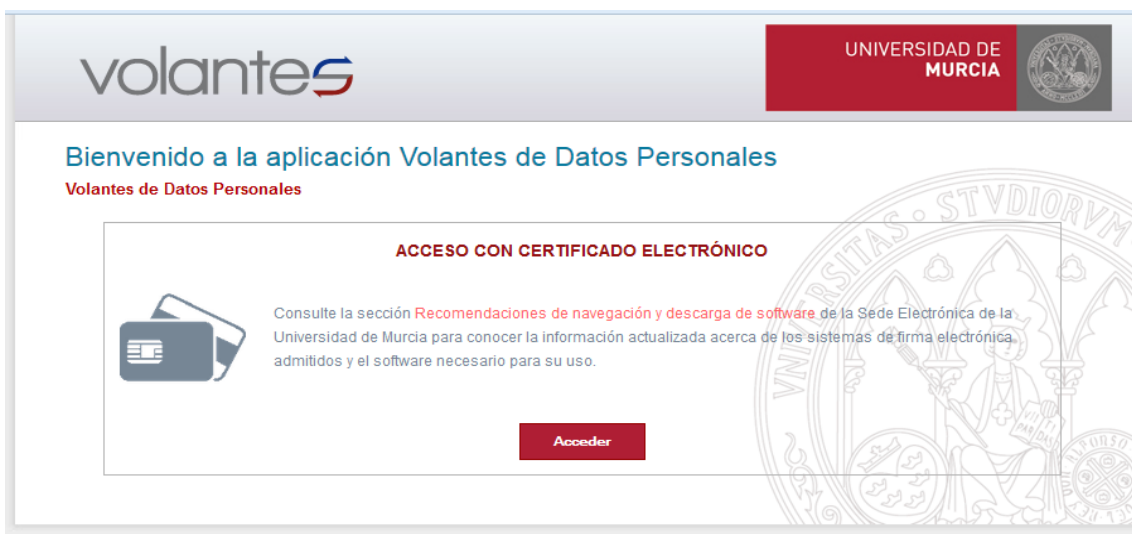 volantes
UNIVERSIDAD DE
MURCIA
Bienvenido a la aplicación Volantes de Datos Personales
Volantes de Datos Personales
ACCESO CON CERTIFICADO ELECTRÓNICO
Consulte la sección Recomendaciones de navegación y descarga de software de la Sede Electrónica de la
Universidad de Murcia para conocer la información actualizada acerca de los sistemas de firma electrónica
admitidos y el software necesario para su uso.
Acceder